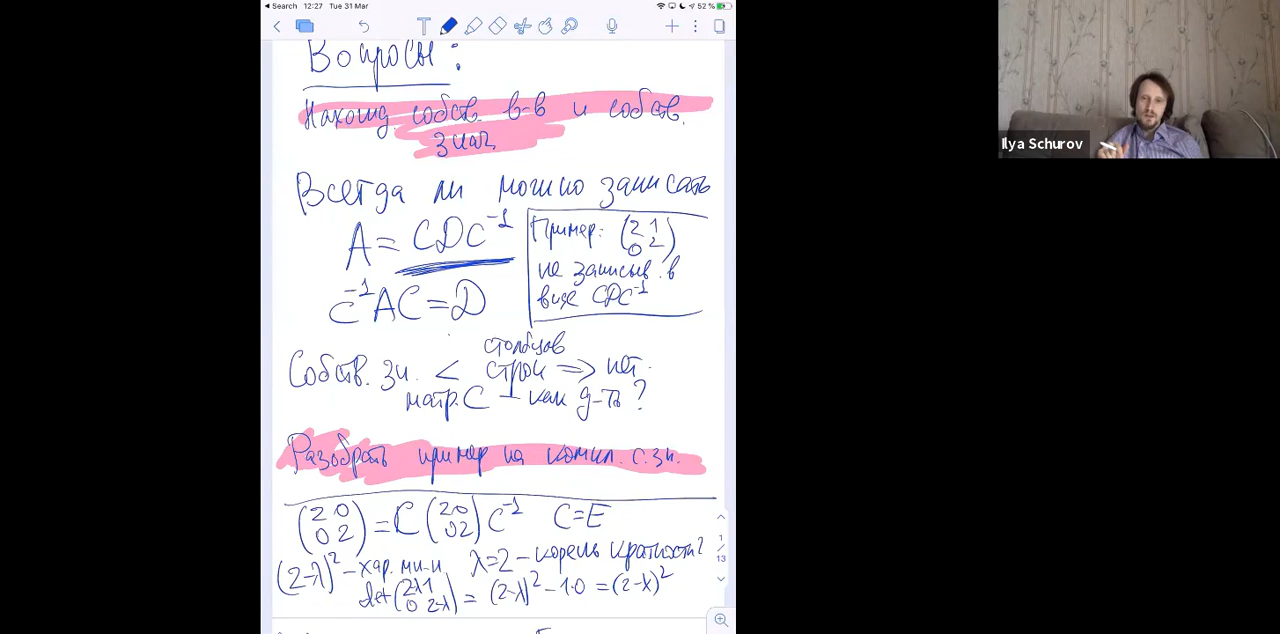 Search 12:27 Tue 31 Mar 52 %
T
Вопросы:
Наход. собств. в-в и собств.
знач.
Всегда ли можно записать
A = CDC⁻¹
C⁻¹AC = D
Пример: (2 1
0 2)
не записыв. в
виде CDC⁻¹
столбцов
Собств. зн. < строк => нет.
матр. C ⊥ как д-ть?
Разобрать пример на компл. с. зн.
(2 0
0 2) = C (2 0
0 2) C⁻¹ C=E
(2-λ)² – хар. мн-н λ=2 – корень кратности 2
det (2-λ 1
0 2-λ) = (2-λ)² – 1·0 = (2-λ)²
1
13
Ilya Schurov